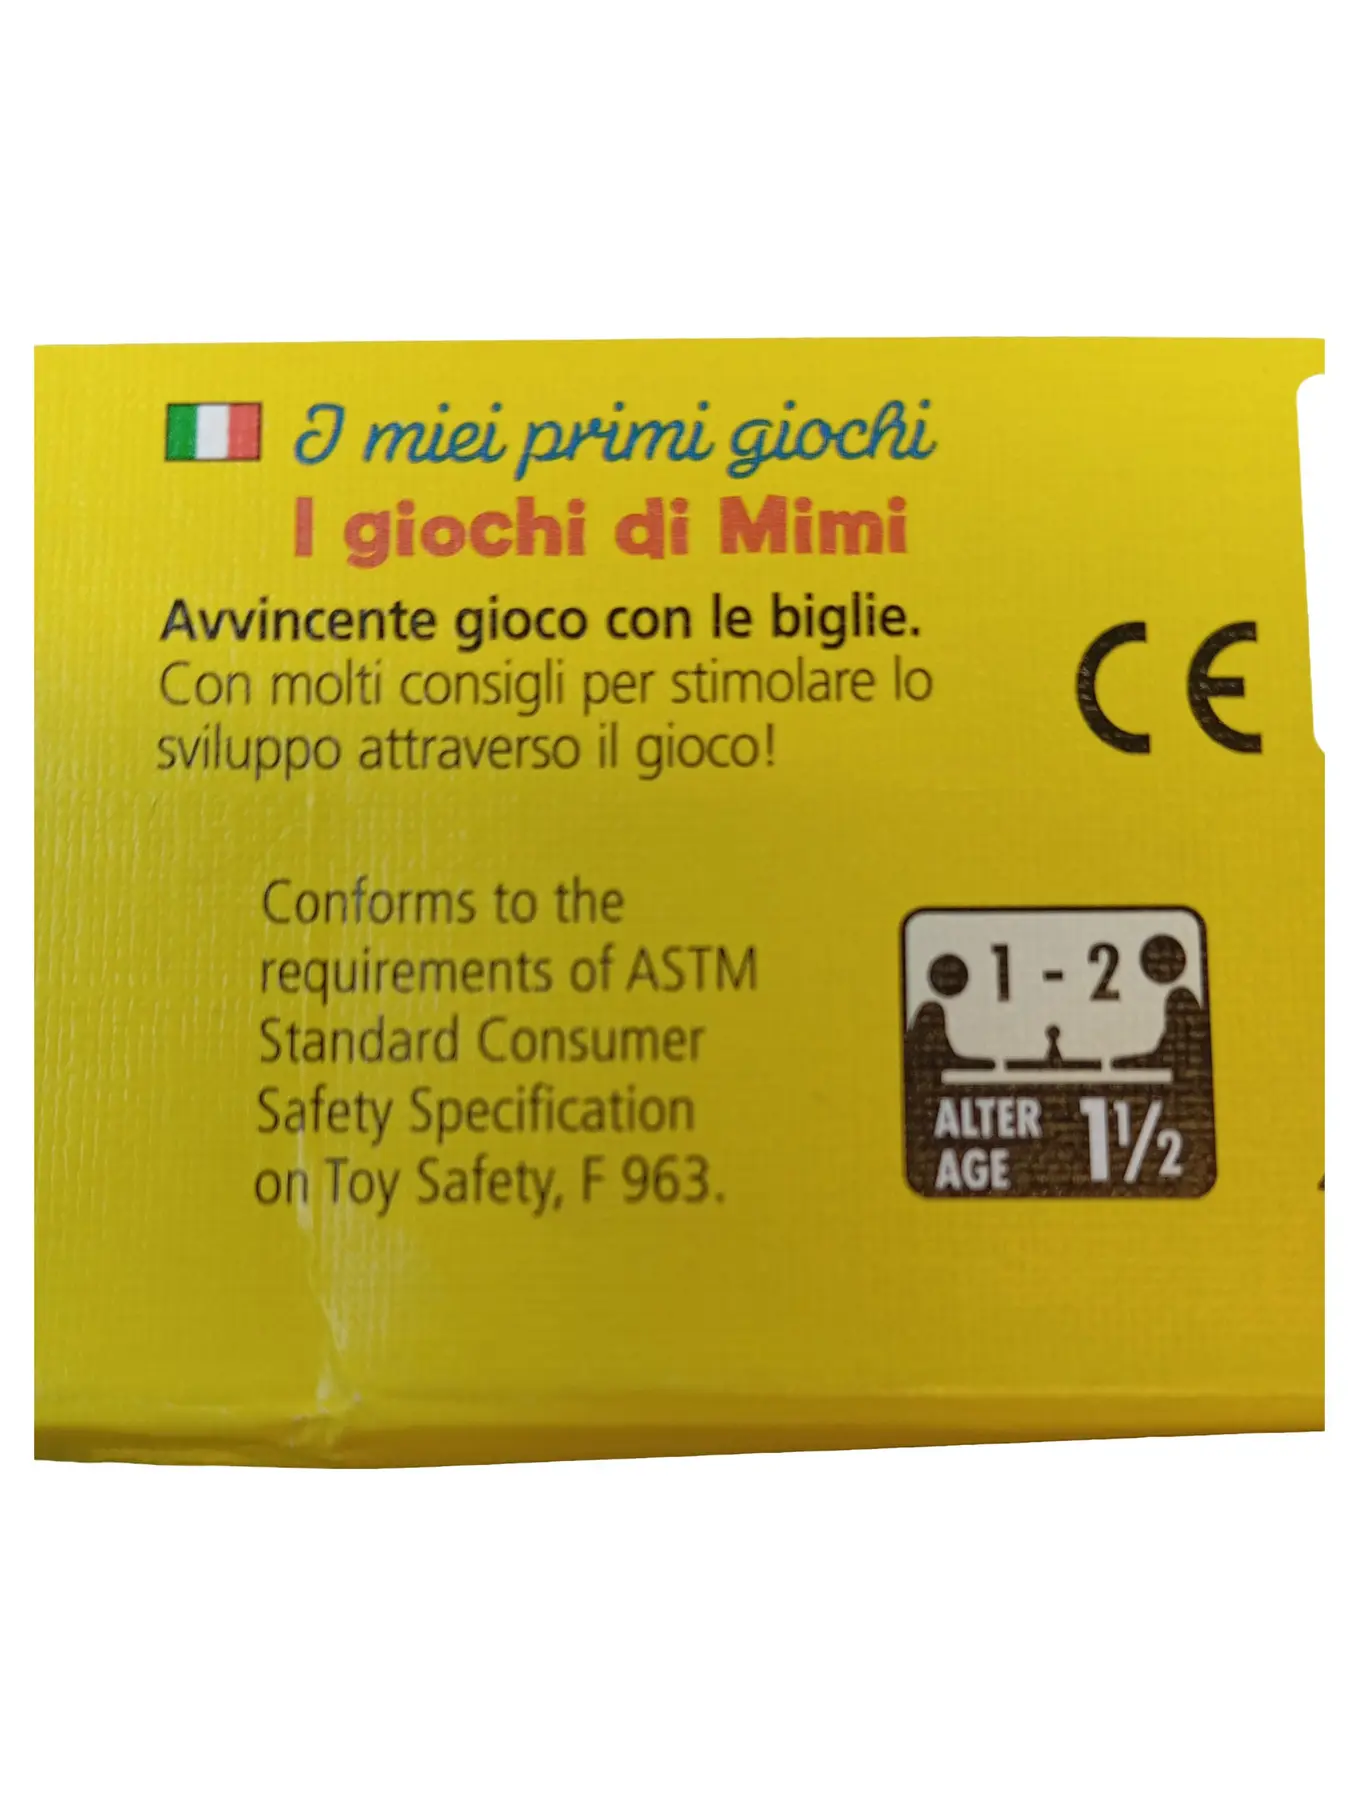 I miei primi giochi
I giochi di Mimi
Avvincente gioco con le biglie.
Con molti consigli per stimolare lo
sviluppo attraverso il gioco!
CE
Conforms to the
requirements of ASTM
Standard Consumer
Safety Specification
on Toy Safety, F 963.
1 - 2
ALTER
AGE
1 1/2